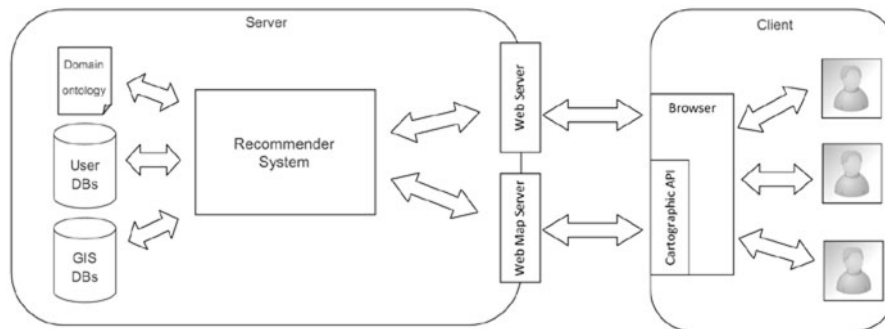 Server
Client
Domain
ontology
User
DBs
GIS
DBs
Recommender
System
Web Server
Web Map Server
Browser
Cartographic API